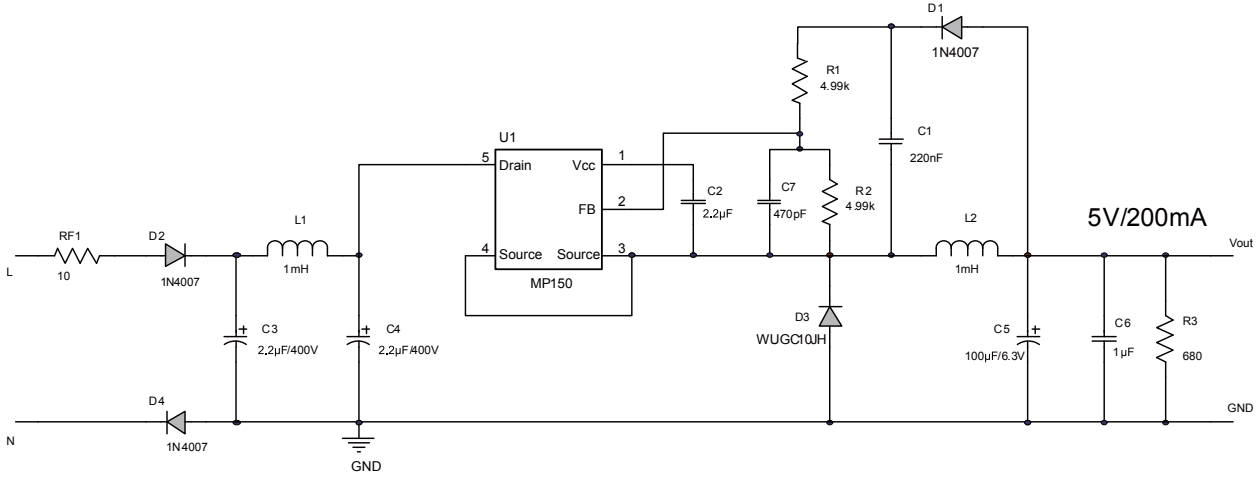 D1
1N4007
R1
4.99k
C1
220nF
U1
5 Drain Vcc 1
FB 2
4 Source Source 3
MP150
C2
2.2µF
C7
470pF
R2
4.99k
L2
1mH
5V/200mA
Vout
L
RF1
10
D2
1N4007
L1
1mH
D3
WUGC10JH
+ C3
2.2µF/400V
+ C4
2.2µF/400V
C5 +
100µF/6.3V
C6
1µF
R3
680
N
D4
1N4007
GND
GND